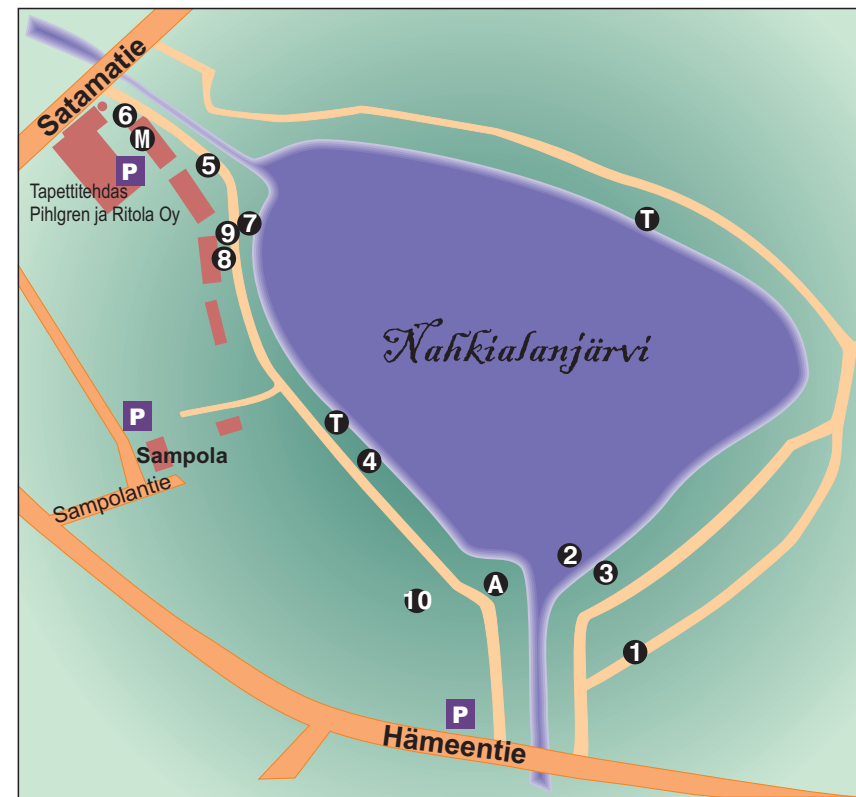 Satamatie
6
M
5
P
Tapettitehdas
Pihlgren ja Ritola Oy
T
7
9
8
Nahkialanjärvi
P
T
4
Sampola
Sampolantie
2
3
A
10
1
P
Hämeentie